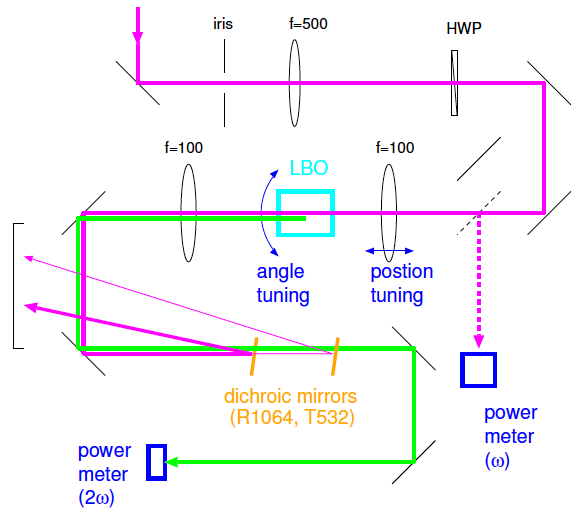 iris
f=500
HWP
f=100
LBO
f=100
angle
tuning
postion
tuning
dichroic mirrors
(R1064, T532)
power
meter
(ω)
power
meter
(2ω)